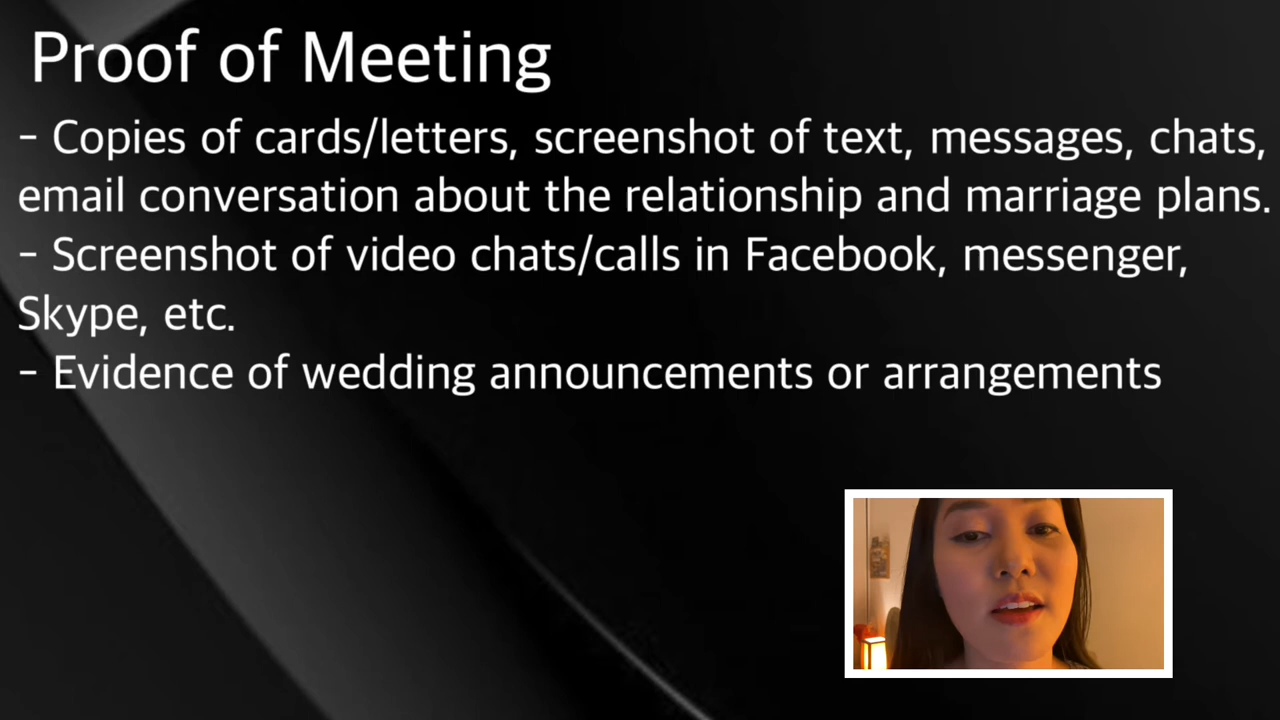 Proof of Meeting
- Copies of cards/letters, screenshot of text, messages, chats,
email conversation about the relationship and marriage plans.
- Screenshot of video chats/calls in Facebook, messenger,
Skype, etc.
- Evidence of wedding announcements or arrangements